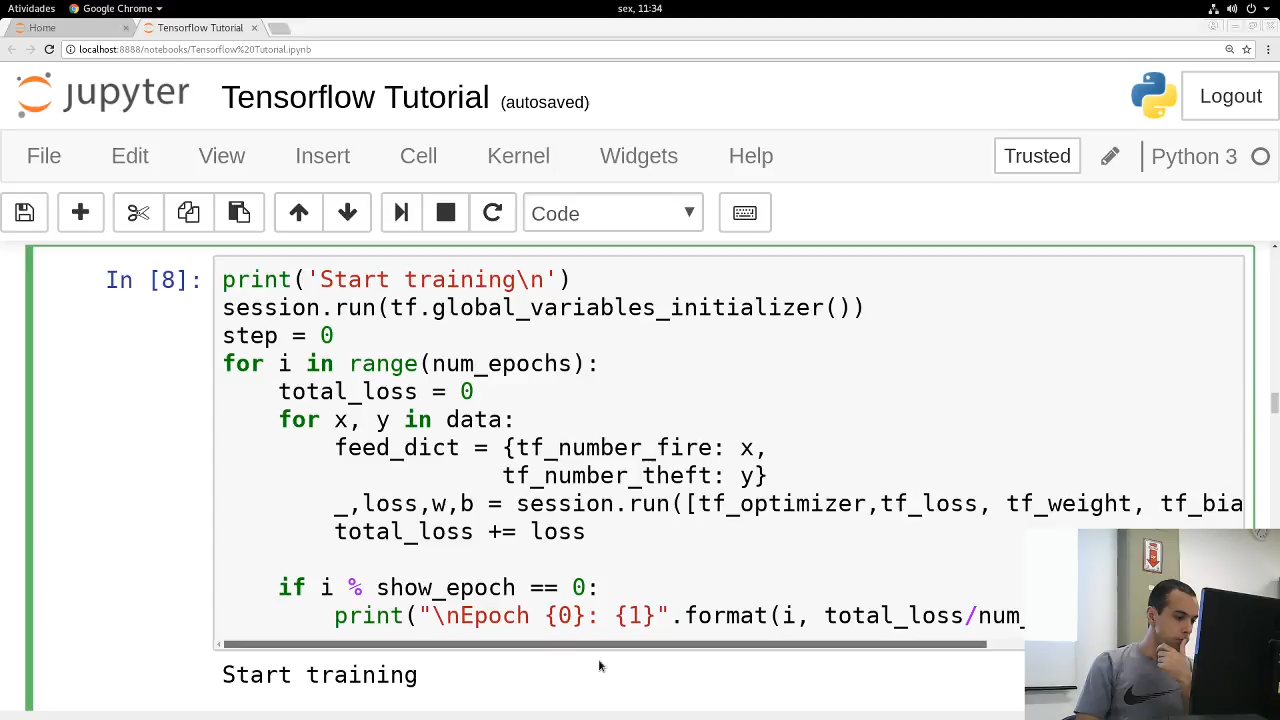 Atividades Google Chrome sex, 11:34
Home Tensorflow Tutorial
localhost:8888/notebooks/Tensorflow%20Tutorial.ipynb
jupyter Tensorflow Tutorial (autosaved) Logout
File Edit View Insert Cell Kernel Widgets Help Trusted Python 3
Code
In [8]: print('Start training\n')
session.run(tf.global_variables_initializer())
step = 0
for i in range(num_epochs):
total_loss = 0
for x, y in data:
feed_dict = {tf_number_fire: x,
tf_number_theft: y}
_,loss,w,b = session.run([tf_optimizer,tf_loss, tf_weight, tf_bia
total_loss += loss
if i % show_epoch == 0:
print("\nEpoch {0}: {1}".format(i, total_loss/num_
Start training